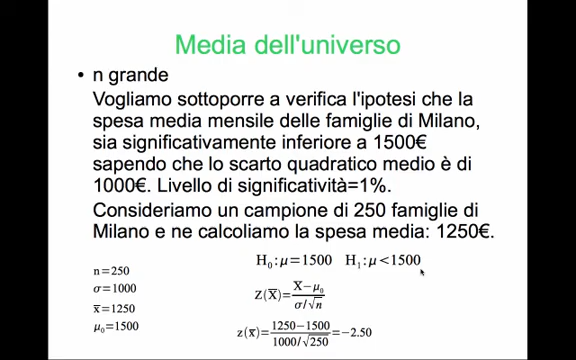 Media dell'universo
• n grande
Vogliamo sottoporre a verifica l'ipotesi che la
spesa media mensile delle famiglie di Milano,
sia significativamente inferiore a 1500€
sapendo che lo scarto quadratico medio è di
1000€. Livello di significatività=1%.
Consideriamo un campione di 250 famiglie di
Milano e ne calcoliamo la spesa media: 1250€.
H₀:μ=1500 H₁:μ<1500
n=250
σ=1000
x̄=1250
μ₀=1500
Z(X̄)=(X̄−μ₀)/(σ/√n)
z(x̄)=(1250−1500)/(1000/√250)=−2.50